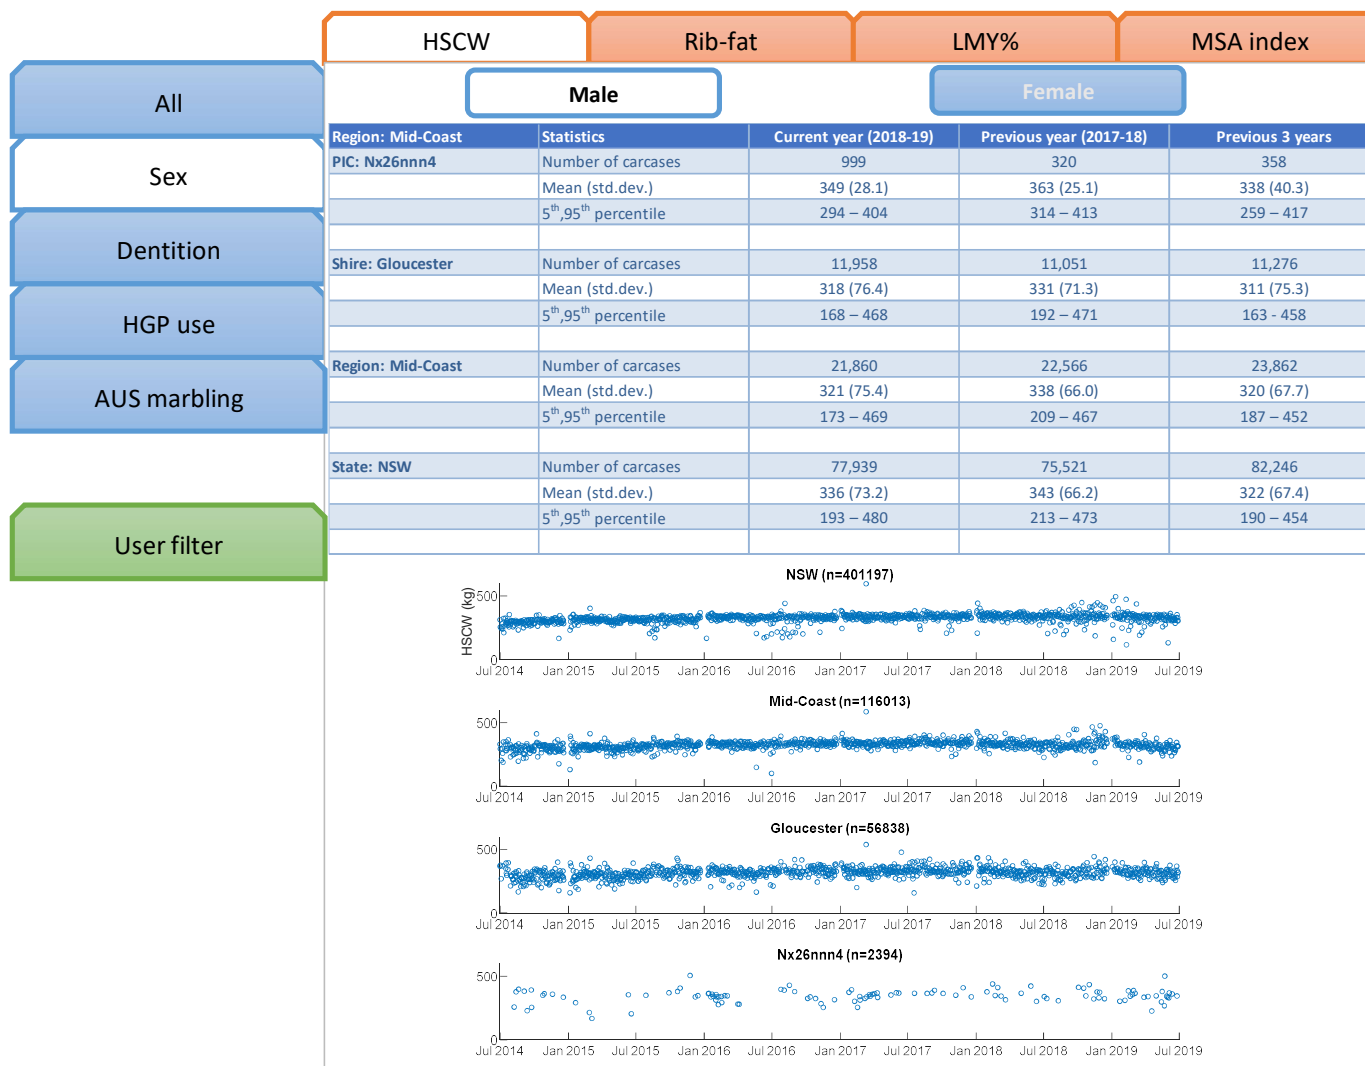 HSCW Rib-fat LMY% MSA index
All
Sex
Dentition
HGP use
AUS marbling
User filter
Male Female
Region: Mid-Coast Statistics Current year (2018-19) Previous year (2017-18) Previous 3 years
PIC: Nx26nnn4 Number of carcases 999 320 358
Mean (std.dev.) 349 (28.1) 363 (25.1) 338 (40.3)
5th,95th percentile 294 – 404 314 – 413 259 – 417
Shire: Gloucester Number of carcases 11,958 11,051 11,276
Mean (std.dev.) 318 (76.4) 331 (71.3) 311 (75.3)
5th,95th percentile 168 – 468 192 – 471 163 - 458
Region: Mid-Coast Number of carcases 21,860 22,566 23,862
Mean (std.dev.) 321 (75.4) 338 (66.0) 320 (67.7)
5th,95th percentile 173 – 469 209 – 467 187 – 452
State: NSW Number of carcases 77,939 75,521 82,246
Mean (std.dev.) 336 (73.2) 343 (66.2) 322 (67.4)
5th,95th percentile 193 – 480 213 – 473 190 – 454
NSW (n=401197)
HSCW (kg)
500
0
Jul 2014 Jan 2015 Jul 2015 Jan 2016 Jul 2016 Jan 2017 Jul 2017 Jan 2018 Jul 2018 Jan 2019 Jul 2019
Mid-Coast (n=116013)
500
0
Jul 2014 Jan 2015 Jul 2015 Jan 2016 Jul 2016 Jan 2017 Jul 2017 Jan 2018 Jul 2018 Jan 2019 Jul 2019
Gloucester (n=56838)
500
0
Jul 2014 Jan 2015 Jul 2015 Jan 2016 Jul 2016 Jan 2017 Jul 2017 Jan 2018 Jul 2018 Jan 2019 Jul 2019
Nx26nnn4 (n=2394)
500
0
Jul 2014 Jan 2015 Jul 2015 Jan 2016 Jul 2016 Jan 2017 Jul 2017 Jan 2018 Jul 2018 Jan 2019 Jul 2019